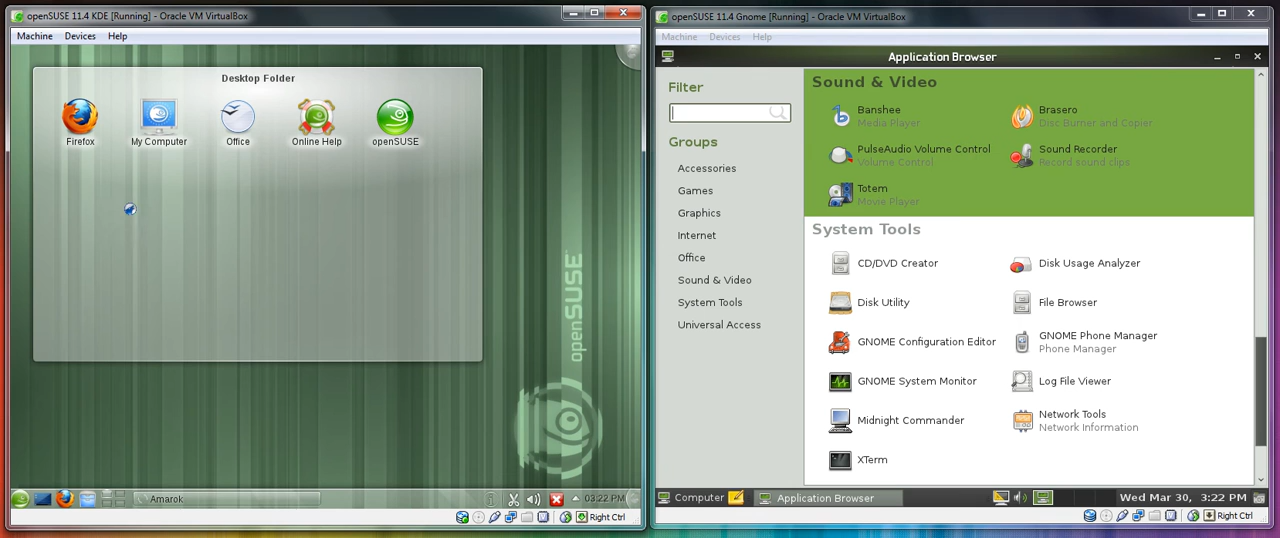 openSUSE 11.4 KDE [Running] - Oracle VM VirtualBox
Machine Devices Help
Desktop Folder
Firefox My Computer Office Online Help openSUSE
openSUSE
Amarok
03:22 PM
Right Ctrl
openSUSE 11.4 Gnome [Running] - Oracle VM VirtualBox
Machine Devices Help
Application Browser
Filter
Groups
Accessories
Games
Graphics
Internet
Office
Sound & Video
System Tools
Universal Access
Sound & Video
Banshee
Media Player
Brasero
Disc Burner and Copier
PulseAudio Volume Control
Volume Control
Sound Recorder
Record sound clips
Totem
Movie Player
System Tools
CD/DVD Creator
Disk Usage Analyzer
Disk Utility
File Browser
GNOME Configuration Editor
GNOME Phone Manager
Phone Manager
GNOME System Monitor
Log File Viewer
Midnight Commander
Network Tools
Network Information
XTerm
Computer
Application Browser
Wed Mar 30, 3:22 PM
Right Ctrl